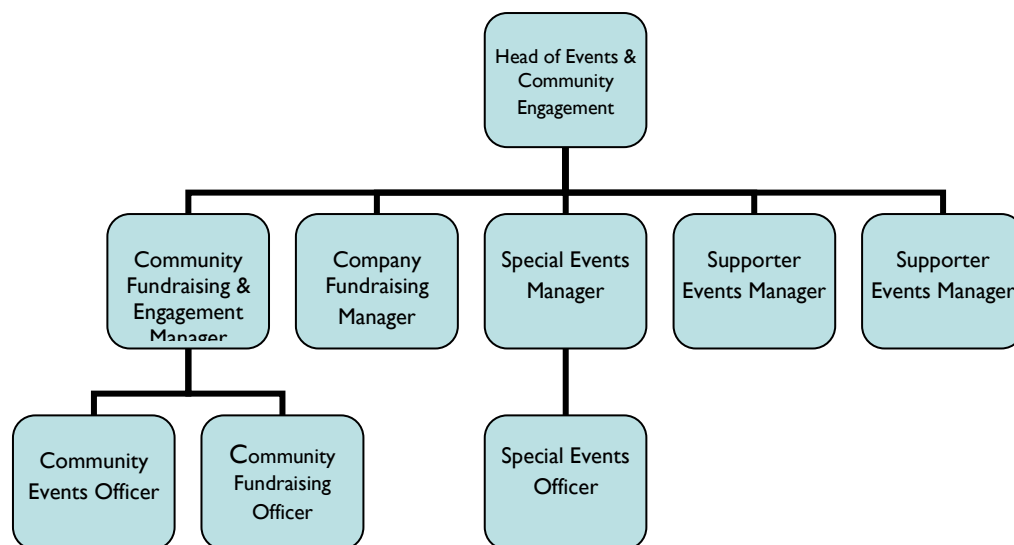 Head of Events &
Community
Engagement
Community
Fundraising &
Engagement
Manager
Company
Fundraising
Manager
Special Events
Manager
Supporter
Events Manager
Supporter
Events Manager
Community
Events Officer
Community
Fundraising
Officer
Special Events
Officer